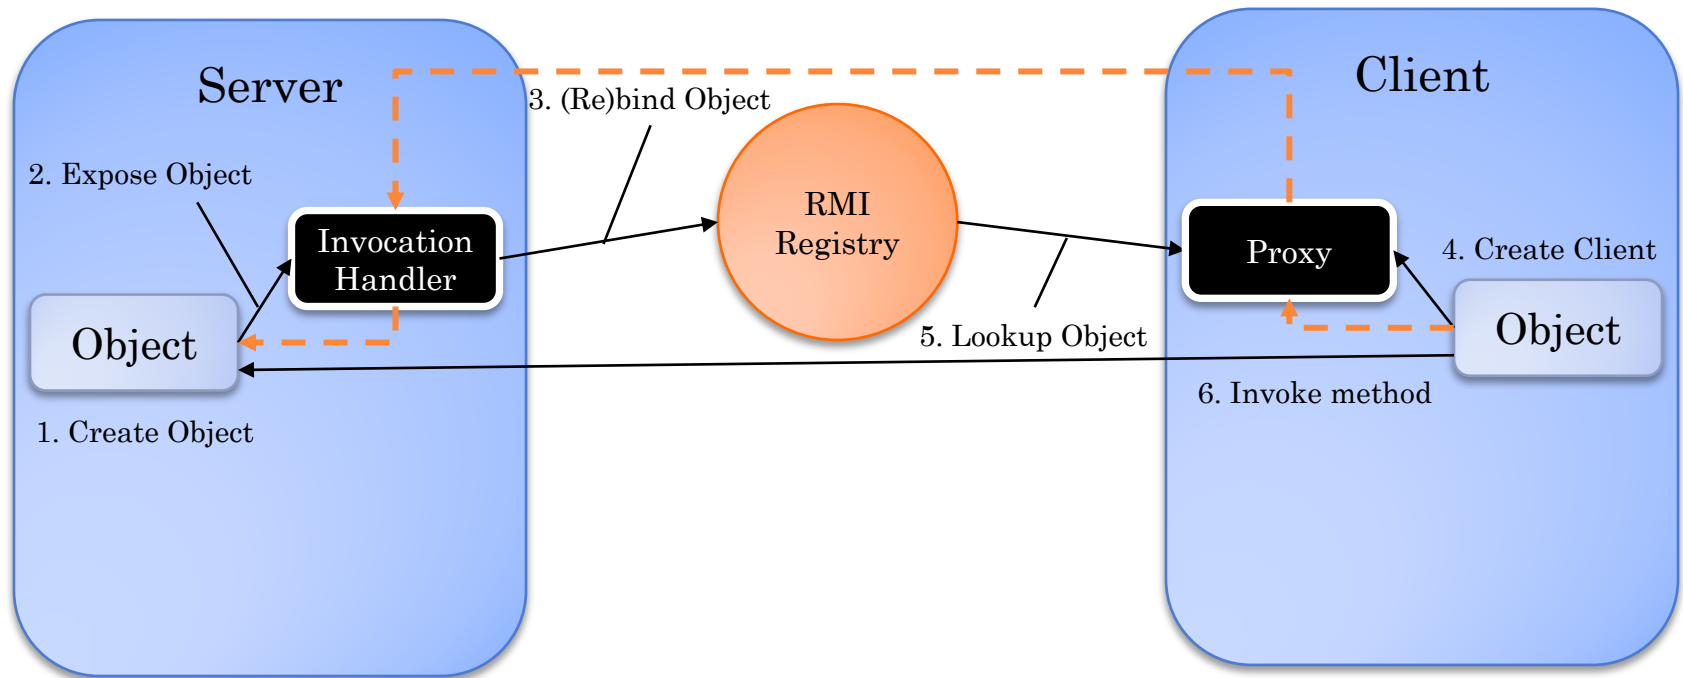 Server
Client
3. (Re)bind Object
2. Expose Object
Invocation
Handler
RMI
Registry
Proxy
4. Create Client
Object
5. Lookup Object
Object
6. Invoke method
1. Create Object